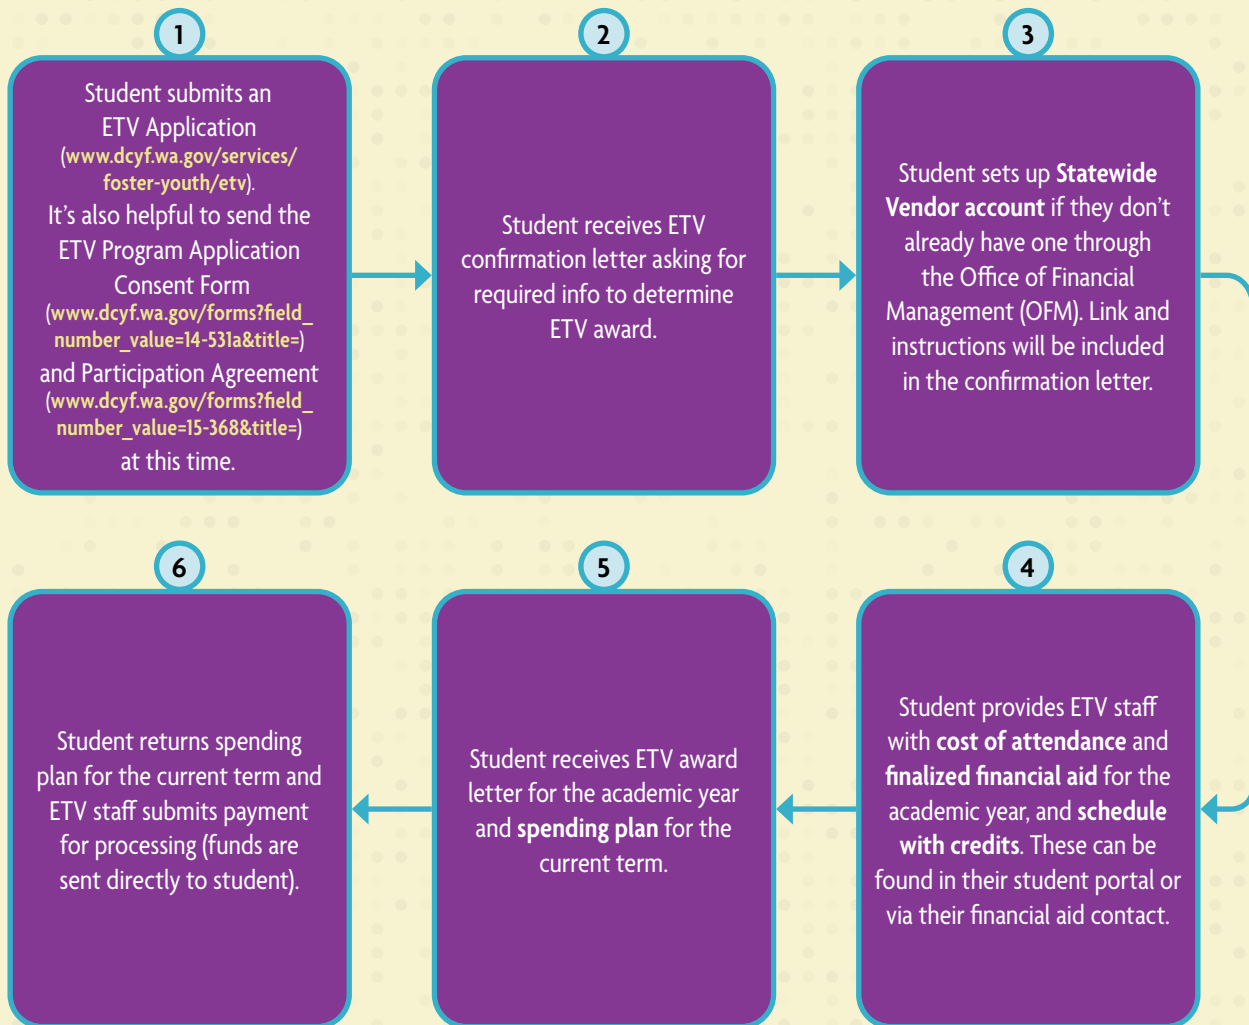 1
Student submits an
ETV Application
(www.dcyf.wa.gov/services/
foster-youth/etv).
It’s also helpful to send the
ETV Program Application
Consent Form
(www.dcyf.wa.gov/forms?field_
number_value=14-531a&title=)
and Participation Agreement
(www.dcyf.wa.gov/forms?field_
number_value=15-368&title=)
at this time.
2
Student receives ETV
confirmation letter asking for
required info to determine
ETV award.
3
Student sets up Statewide
Vendor account if they don’t
already have one through
the Office of Financial
Management (OFM). Link and
instructions will be included
in the confirmation letter.
4
Student provides ETV staff
with cost of attendance and
finalized financial aid for the
academic year, and schedule
with credits. These can be
found in their student portal or
via their financial aid contact.
5
Student receives ETV award
letter for the academic year
and spending plan for the
current term.
6
Student returns spending
plan for the current term and
ETV staff submits payment
for processing (funds are
sent directly to student).